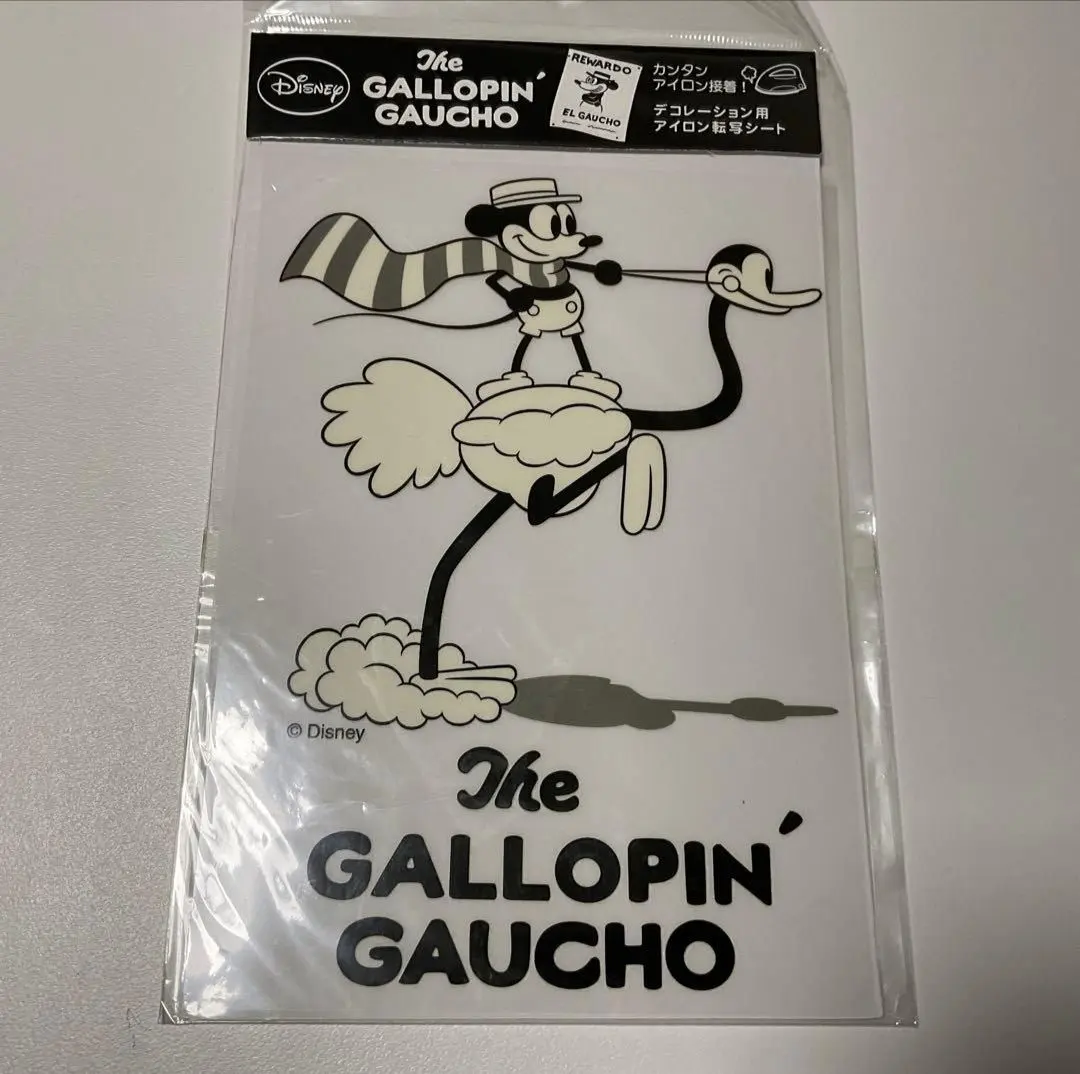 Disney
The
GALLOPIN'
GAUCHO
REWARDO
EL GAUCHO
カンタン
アイロン接着!
デコレーション用
アイロン転写シート
© Disney
The
GALLOPIN'
GAUCHO